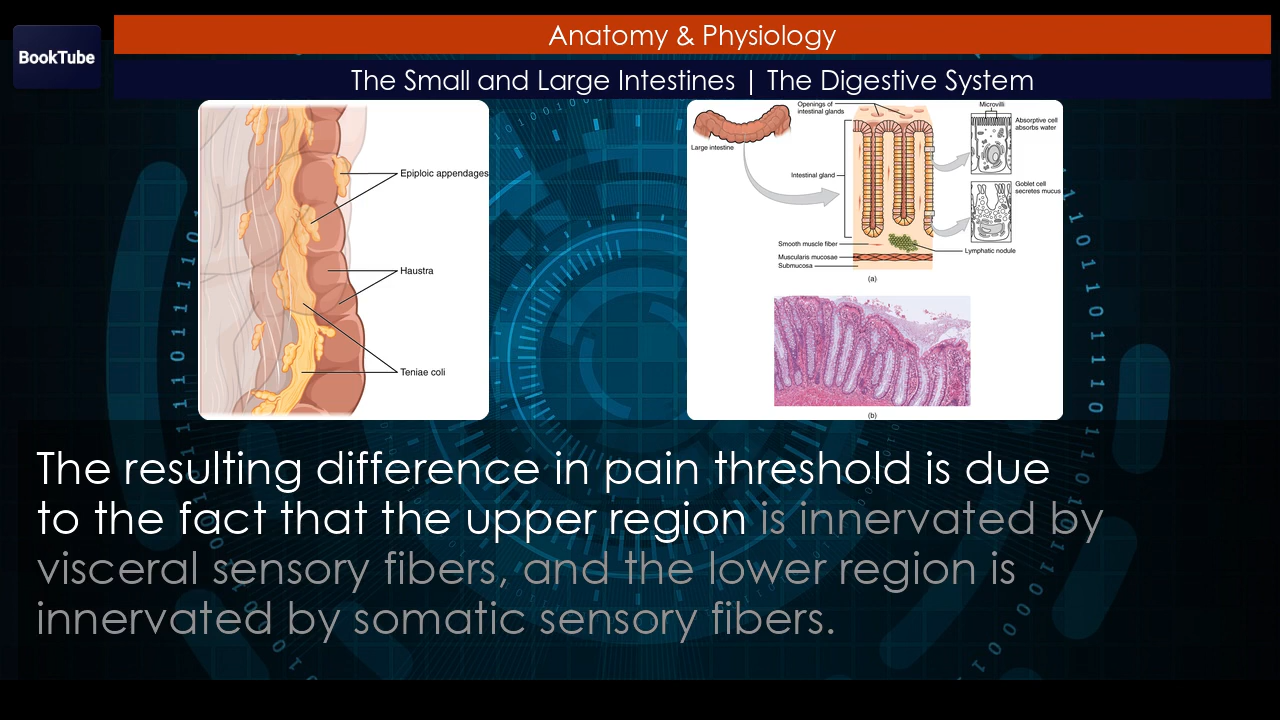 Anatomy & Physiology
BookTube
The Small and Large Intestines | The Digestive System
Epiploic appendages
Haustra
Teniae coli
Openings of
intestinal glands
Large intestine
Intestinal gland
Smooth muscle fiber
Muscularis mucosae
Submucosa
Microvilli
Absorptive cell
absorbs water
Goblet cell
secretes mucus
Lymphatic nodule
(a)
(b)
The resulting difference in pain threshold is due
to the fact that the upper region is innervated by
visceral sensory fibers, and the lower region is
innervated by somatic sensory fibers.